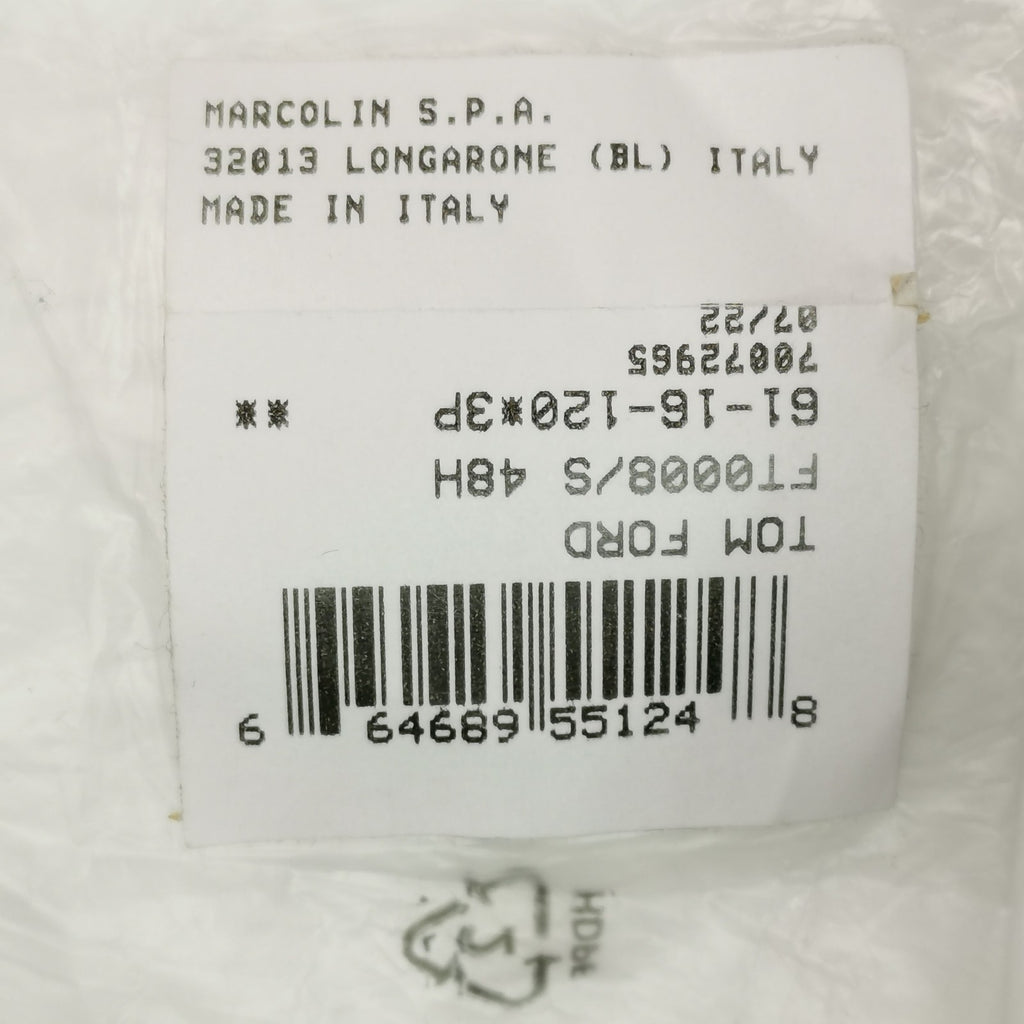 MARCOLIN S.P.A.
32013 LONGARONE (BL) ITALY
MADE IN ITALY
TOM FORD
FT0008/S 48H
61-16-120*3P **
70072965
07/22
6 64689 55124 8
2
HDPE